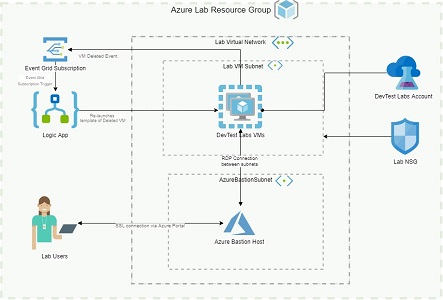 Azure Lab Resource Group
Lab Virtual Network
VM Deleted Event
Event Grid Subscription
Lab VM Subnet
Event Grid
Subscription Trigger
Re-launches
template of Deleted VM
Logic App
DevTest Labs VMs
DevTest Labs Account
Lab NSG
RDP Connection
between subnets
AzureBastionSubnet
SSL connection via Azure Portal
Azure Bastion Host
Lab Users